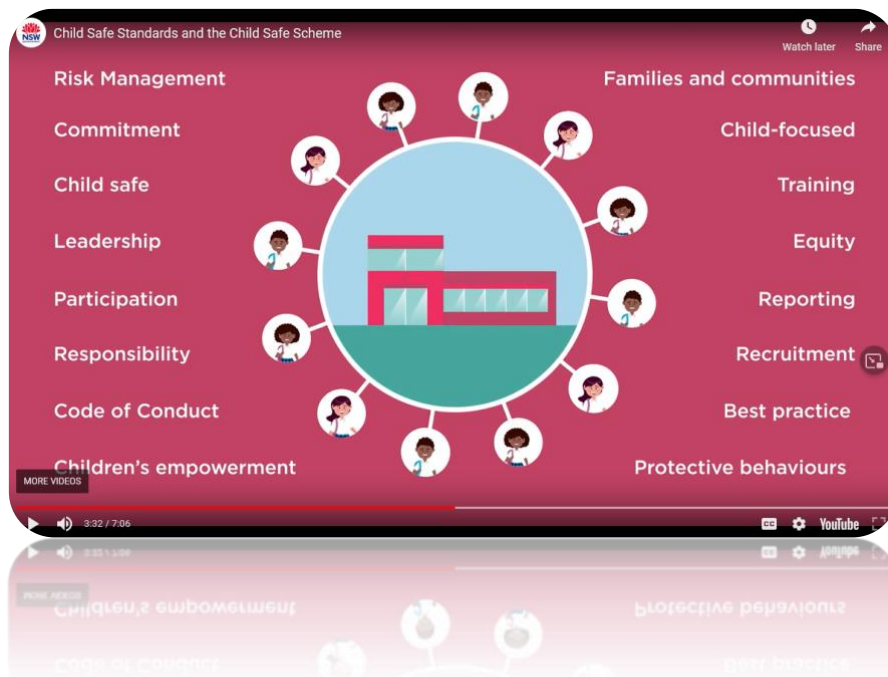 NSW
Child Safe Standards and the Child Safe Scheme
Watch later
Share
Risk Management
Commitment
Child safe
Leadership
Participation
Responsibility
Code of Conduct
Children's empowerment
Families and communities
Child-focused
Training
Equity
Reporting
Recruitment
Best practice
Protective behaviours
MORE VIDEOS
3:32 / 7:06
CC
YouTube